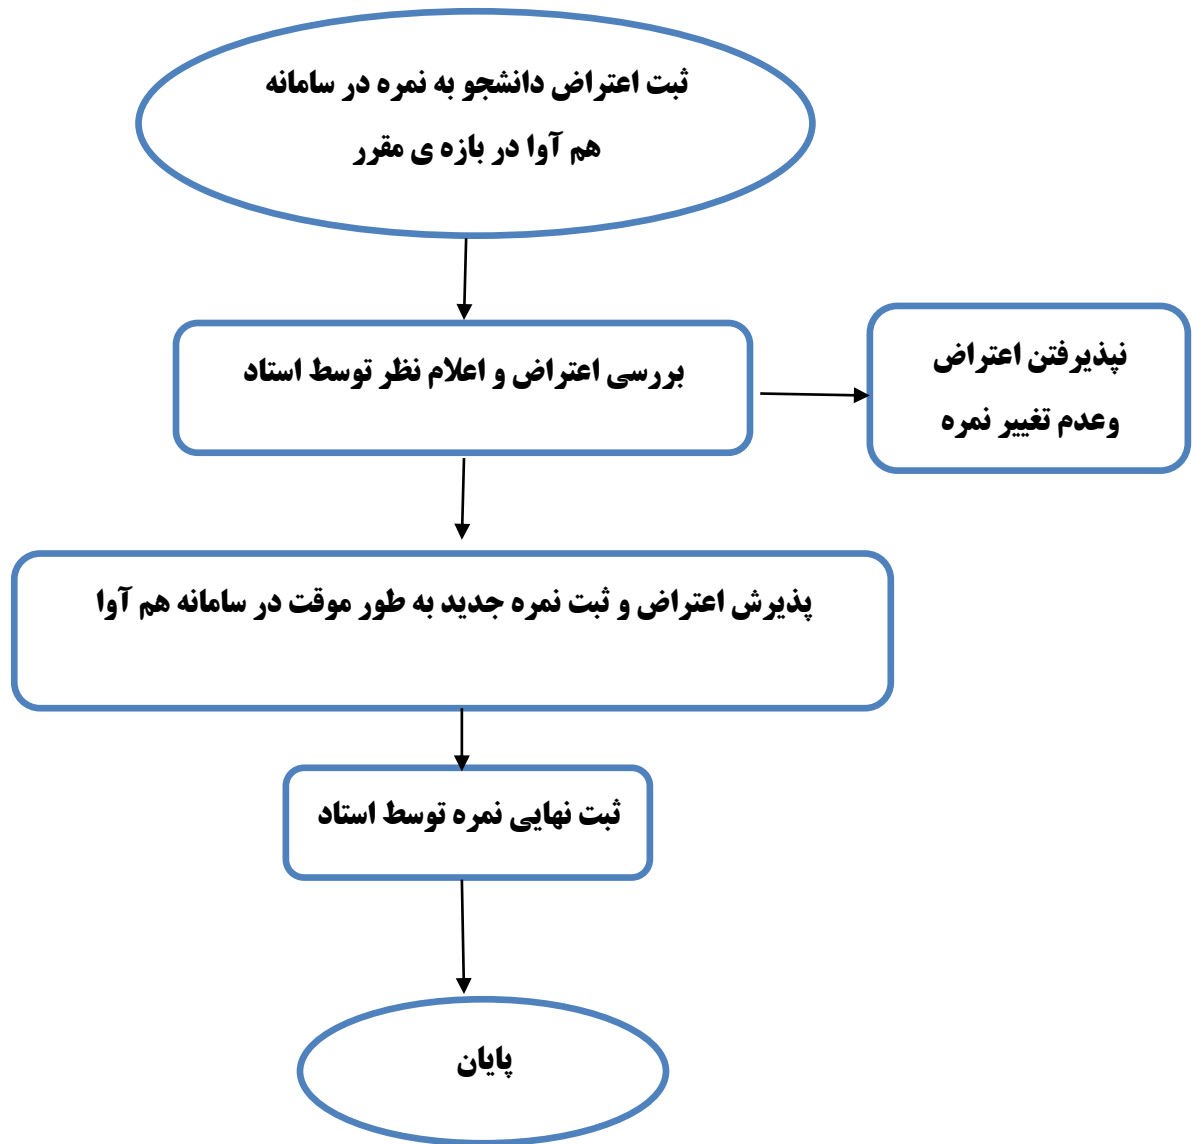 ثبت اعتراض دانشجو به نمره در سامانه
هم آوا در بازه ی مقرر
بررسی اعتراض و اعلام نظر توسط استاد
نپذیرفتن اعتراض
وعدم تغییر نمره
پذیرش اعتراض و ثبت نمره جدید به طور موقت در سامانه هم آوا
ثبت نهایی نمره توسط استاد
پایان